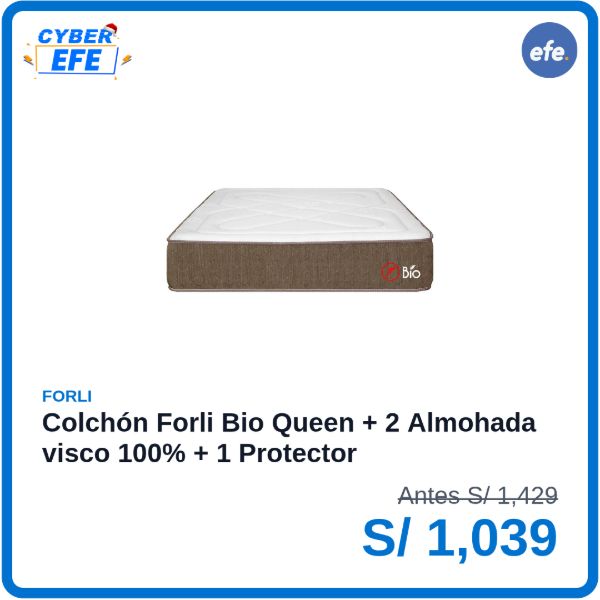 CYBER
EFE
efe.
Bio
FORLI
Colchón Forli Bio Queen + 2 Almohada
visco 100% + 1 Protector
Antes S/ 1,429
S/ 1,039